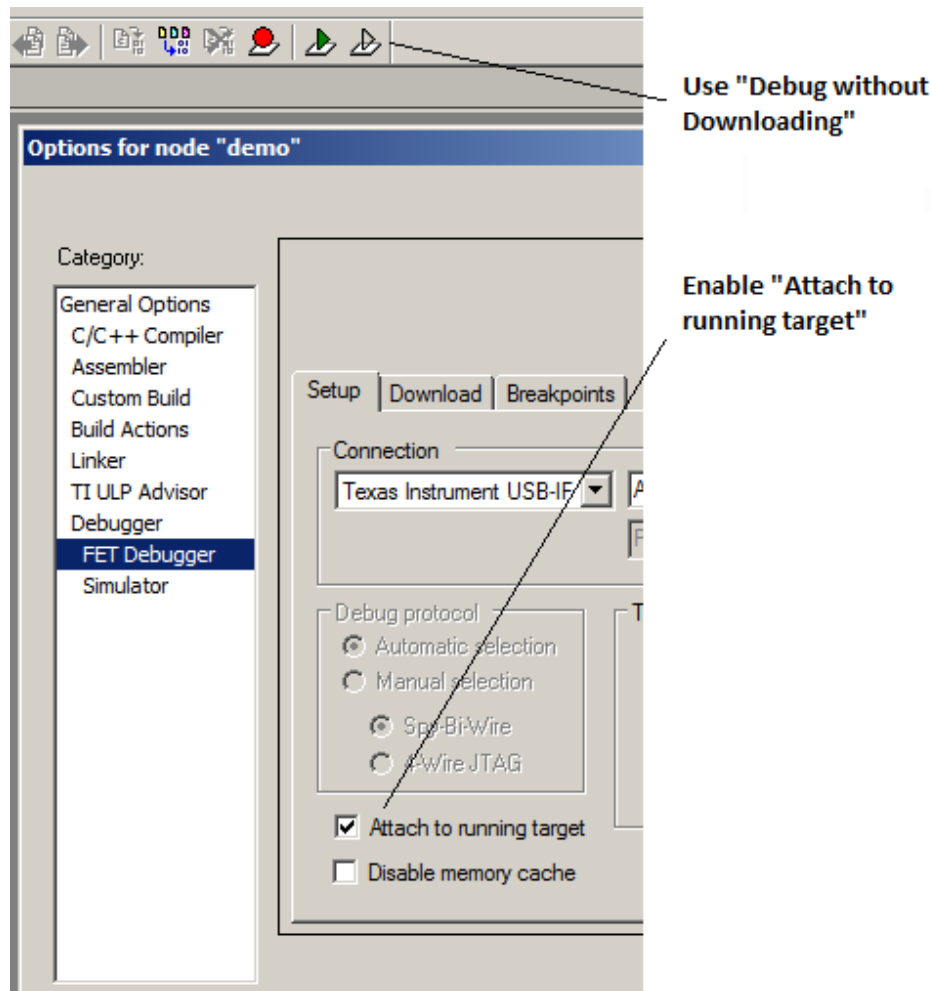 Use "Debug without
Downloading"
Options for node "demo"
Category:
General Options
C/C++ Compiler
Assembler
Custom Build
Build Actions
Linker
TI ULP Advisor
Debugger
FET Debugger
Simulator
Enable "Attach to
running target"
Setup Download Breakpoints
Connection
Texas Instrument USB-IF
Debug protocol
Automatic selection
Manual selection
Spy-Bi-Wire
4-Wire JTAG
Attach to running target
Disable memory cache